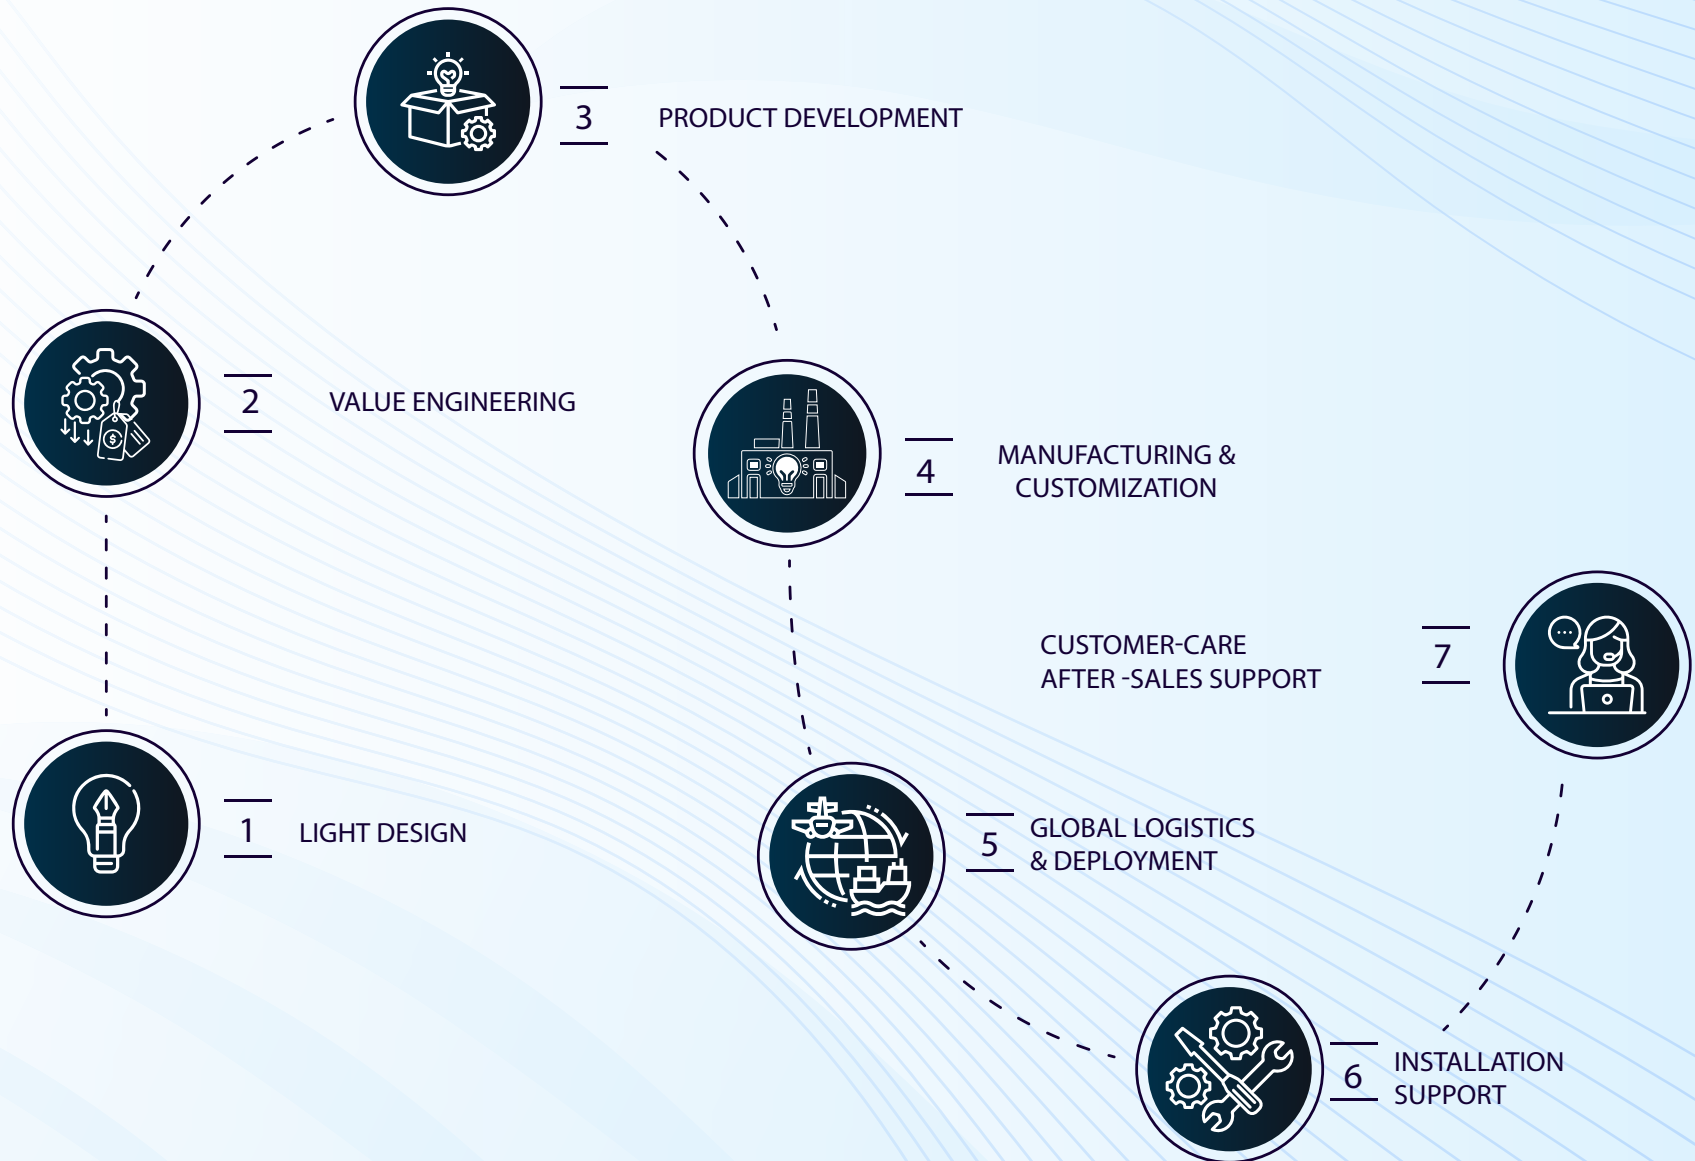 1
LIGHT DESIGN
2
VALUE ENGINEERING
3
PRODUCT DEVELOPMENT
4
MANUFACTURING &
CUSTOMIZATION
5
GLOBAL LOGISTICS
& DEPLOYMENT
6
INSTALLATION
SUPPORT
7
CUSTOMER-CARE
AFTER -SALES SUPPORT
$